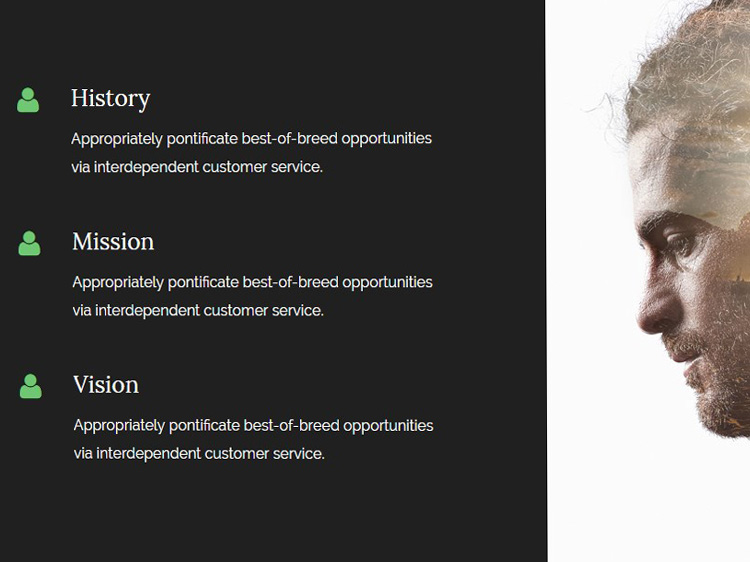 History
Appropriately pontificate best-of-breed opportunities
via interdependent customer service.
Mission
Appropriately pontificate best-of-breed opportunities
via interdependent customer service.
Vision
Appropriately pontificate best-of-breed opportunities
via interdependent customer service.